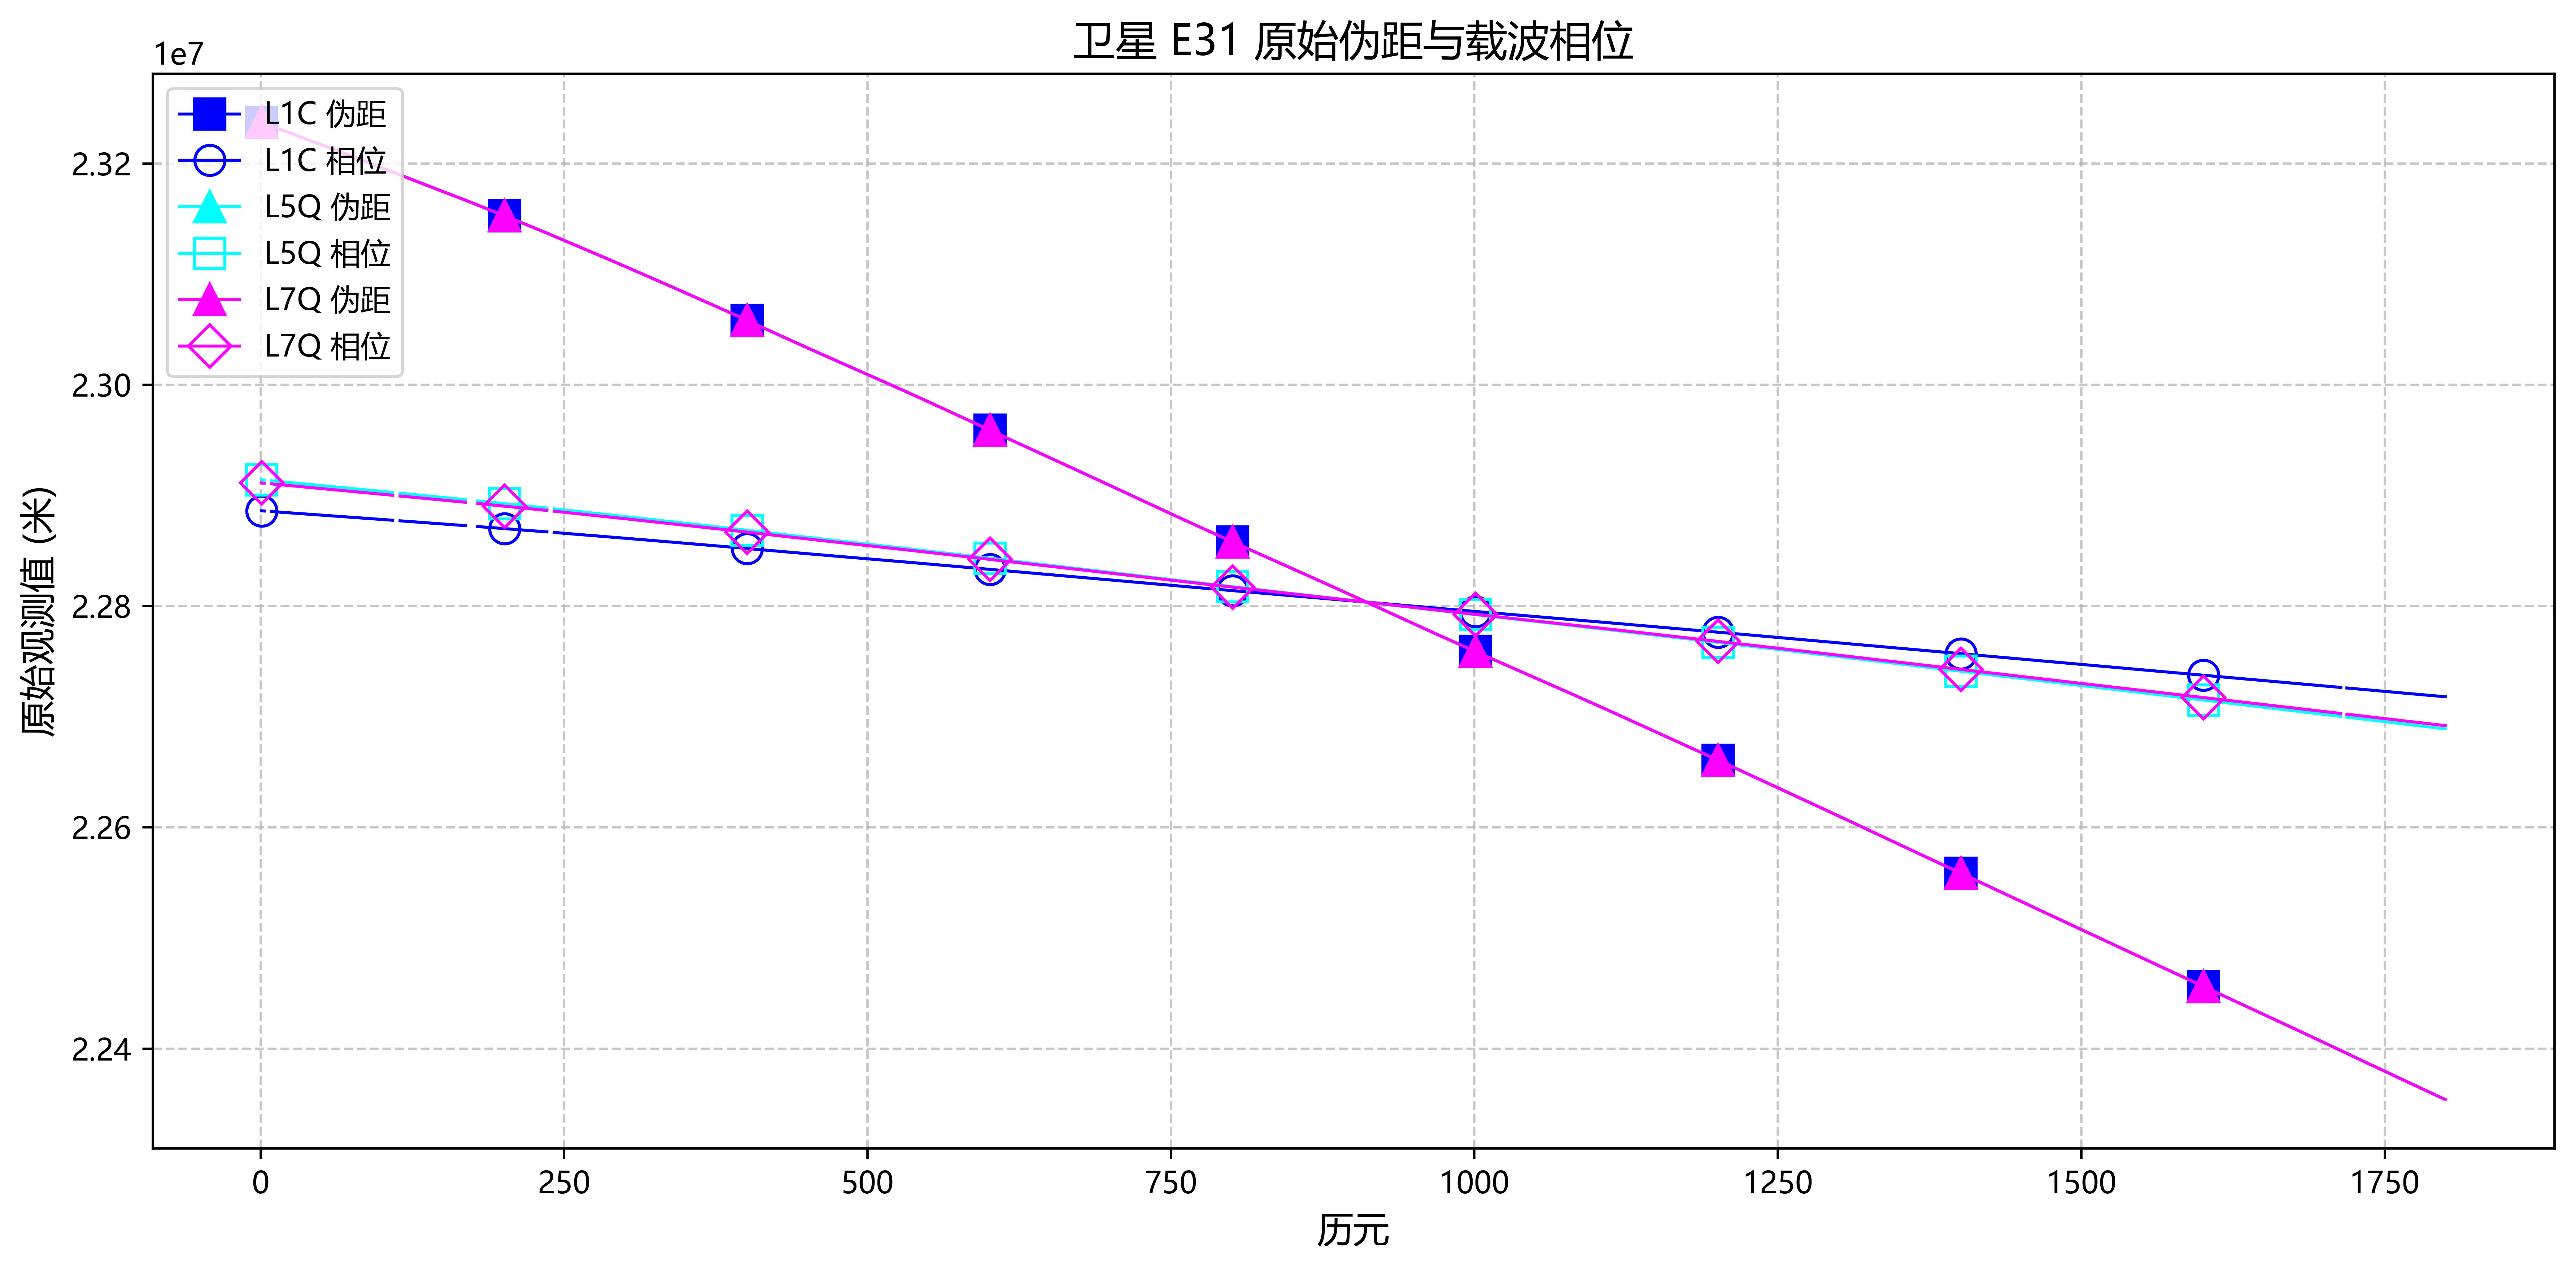 卫星 E31 原始伪距与载波相位
1e7
L1C 伪距
L1C 相位
L5Q 伪距
L5Q 相位
L7Q 伪距
L7Q 相位
2.32
2.30
2.28
2.26
2.24
原始观测值 (米)
0 250 500 750 1000 1250 1500 1750
历元